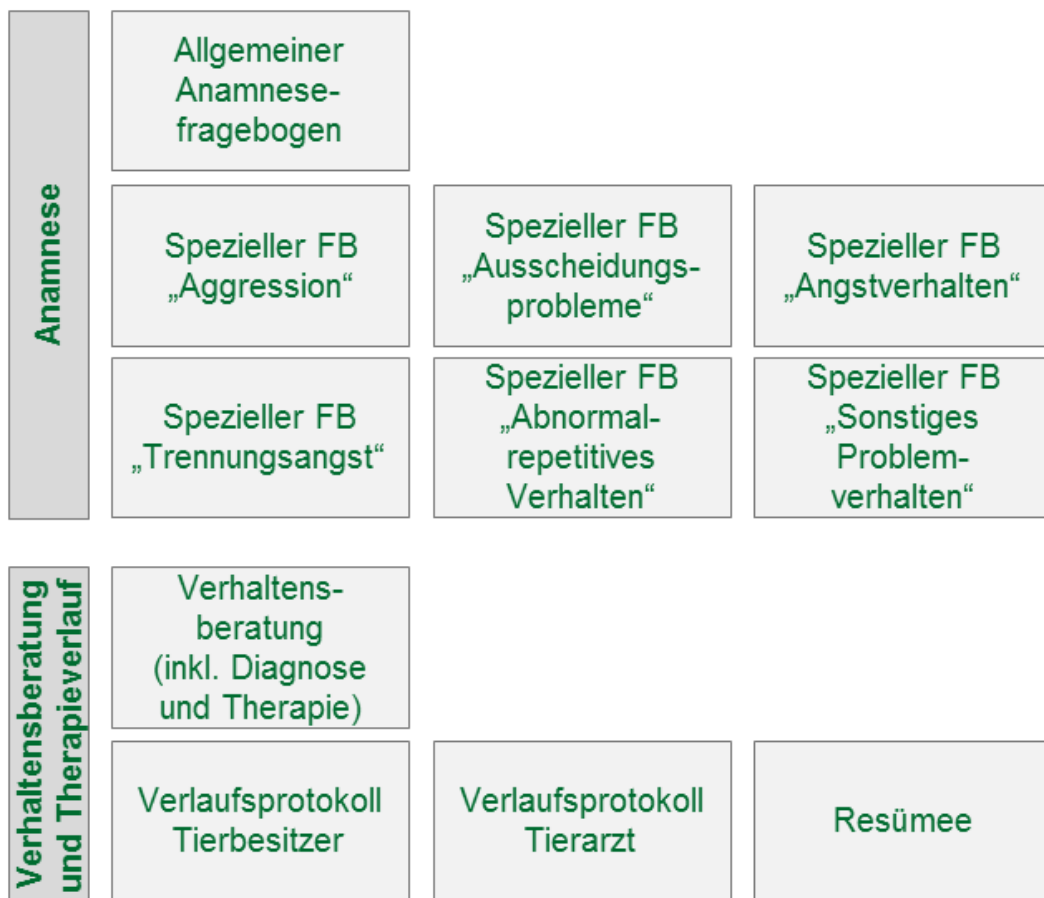 Anamnese
Allgemeiner
Anamnese-
fragebogen
Spezieller FB
„Aggression“
Spezieller FB
„Ausscheidungs-
probleme“
Spezieller FB
„Angstverhalten“
Spezieller FB
„Trennungsangst“
Spezieller FB
„Abnormal-
repetitives
Verhalten“
Spezieller FB
„Sonstiges
Problem-
verhalten“
Verhaltensberatung
und Therapieverlauf
Verhaltens-
beratung
(inkl. Diagnose
und Therapie)
Verlaufsprotokoll
Tierbesitzer
Verlaufsprotokoll
Tierarzt
Resümee